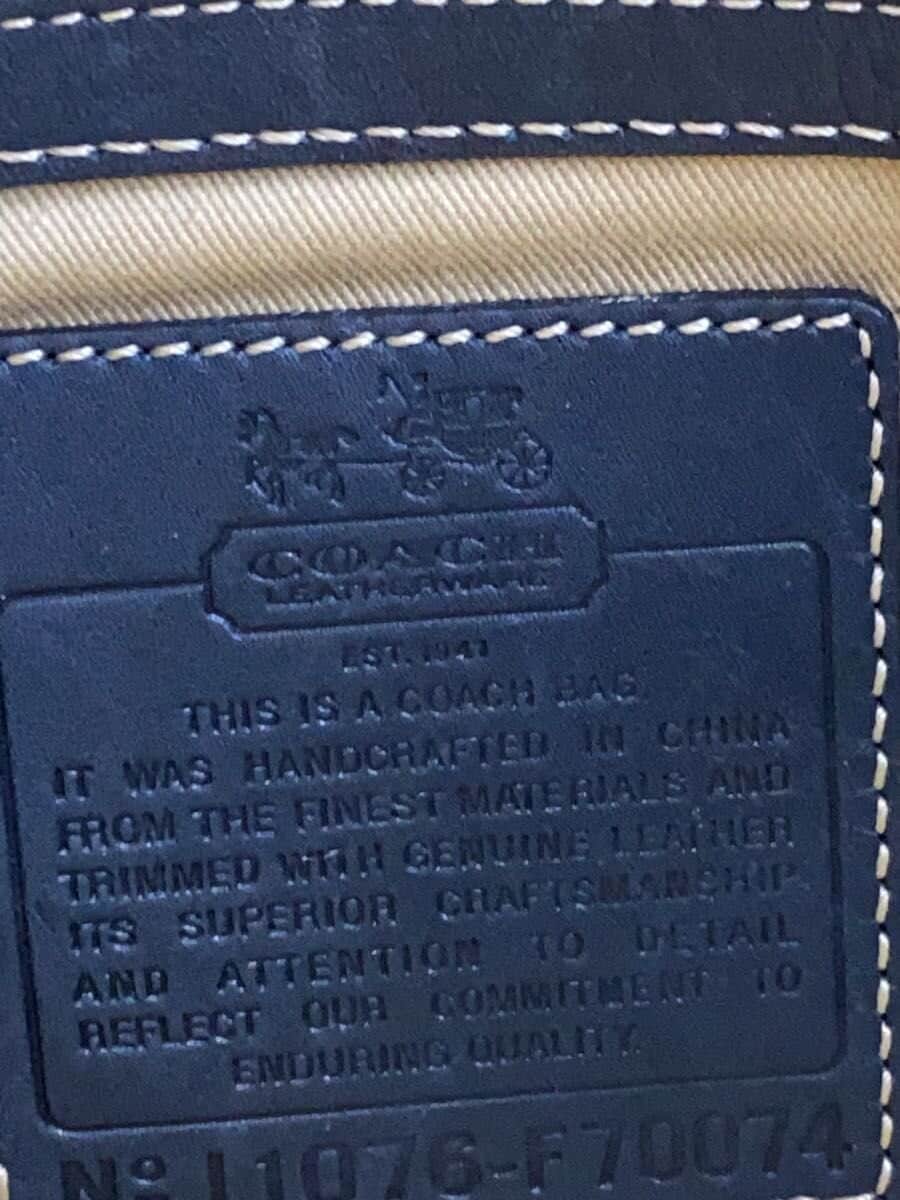 COACH
LEATHERWARE
EST. 1941
THIS IS A COACH BAG.
IT WAS HANDCRAFTED IN CHINA
FROM THE FINEST MATERIALS AND
TRIMMED WITH GENUINE LEATHER.
ITS SUPERIOR CRAFTSMANSHIP
AND ATTENTION TO DETAIL
REFLECT OUR COMMITMENT TO
ENDURING QUALITY.
Nº I1076-F70074